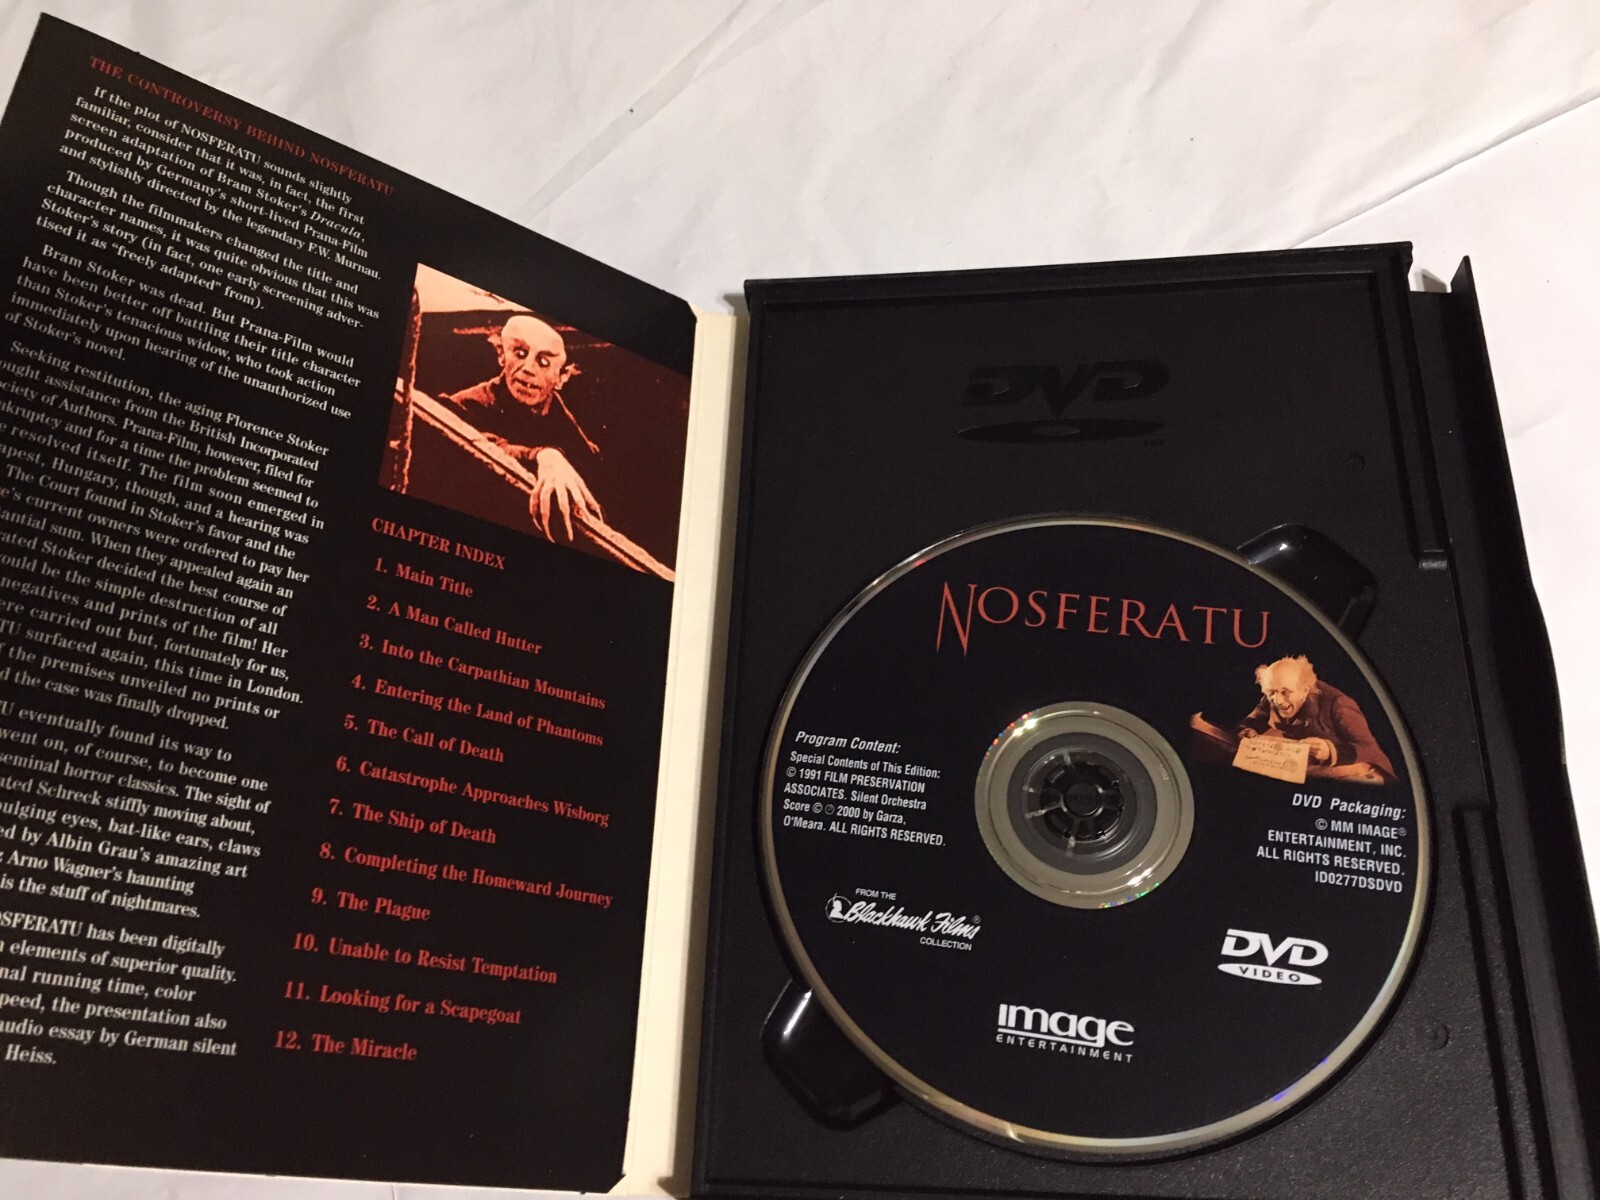 THE CONTROVERSY BEHIND NOSFERATU
If the plot of NOSFERATU sounds slightly
familiar, consider that it was, in fact, the first
screen adaptation of Bram Stoker's Dracula,
produced by Germany's short-lived Prana-Film
and stylishly directed by the legendary F.W. Murnau.
Though the filmmakers changed the title and
character names, it was quite obvious that this was
Stoker's story (in fact, one early screening adver-
tised it as "freely adapted" from).
Bram Stoker was dead. But Prana-Film would
have been better off battling their title character
than Stoker's tenacious widow, who took action
immediately upon hearing of the unauthorized use
of Stoker's novel.
Seeking restitution, the aging Florence Stoker
ought assistance from the British Incorporated
ciety of Authors. Prana-Film, however, filed for
nkruptcy and for a time the problem seemed to
e resolved itself. The film soon emerged in
apest, Hungary, though, and a hearing was
The Court found in Stoker's favor and the
e's current owners were ordered to pay her
antial sum. When they appealed again an
rated Stoker decided the best course of
ould be the simple destruction of all
negatives and prints of the film! Her
ere carried out but, fortunately for us,
TU surfaced again, this time in London.
f the premises unveiled no prints or
d the case was finally dropped.
U eventually found its way to
went on, of course, to become one
seminal horror classics. The sight of
ated Schreck stiffly moving about,
bulging eyes, bat-like ears, claws
ed by Albin Grau's amazing art
g Arno Wagner's haunting
is the stuff of nightmares.
OSFERATU has been digitally
n elements of superior quality.
nal running time, color
peed, the presentation also
audio essay by German silent
Heiss.
CHAPTER INDEX
1. Main Title
2. A Man Called Hutter
3. Into the Carpathian Mountains
4. Entering the Land of Phantoms
5. The Call of Death
6. Catastrophe Approaches Wisborg
7. The Ship of Death
8. Completing the Homeward Journey
9. The Plague
10. Unable to Resist Temptation
11. Looking for a Scapegoat
12. The Miracle
DVD
TM
NOSFERATU
Program Content:
Special Contents of This Edition:
© 1991 FILM PRESERVATION
ASSOCIATES. Silent Orchestra
Score © ℗ 2000 by Garza,
O'Meara. ALL RIGHTS RESERVED.
FROM THE
Blackhawk Films®
COLLECTION
DVD Packaging:
© MM IMAGE®
ENTERTAINMENT, INC.
ALL RIGHTS RESERVED.
ID0277DSDVD
DVD
VIDEO
image
ENTERTAINMENT